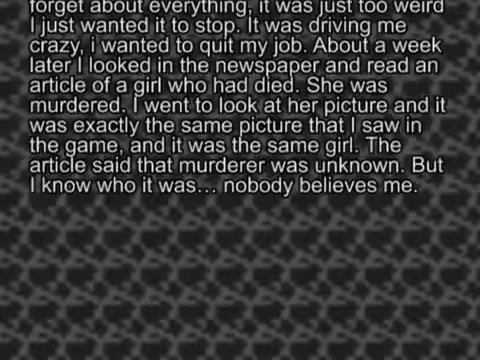 forget about everything, it was just too weird
I just wanted it to stop. It was driving me
crazy, i wanted to quit my job. About a week
later I looked in the newspaper and read an
article of a girl who had died. She was
murdered. I went to look at her picture and it
was exactly the same picture that I saw in
the game, and it was the same girl. The
article said that murderer was unknown. But
I know who it was... nobody believes me.